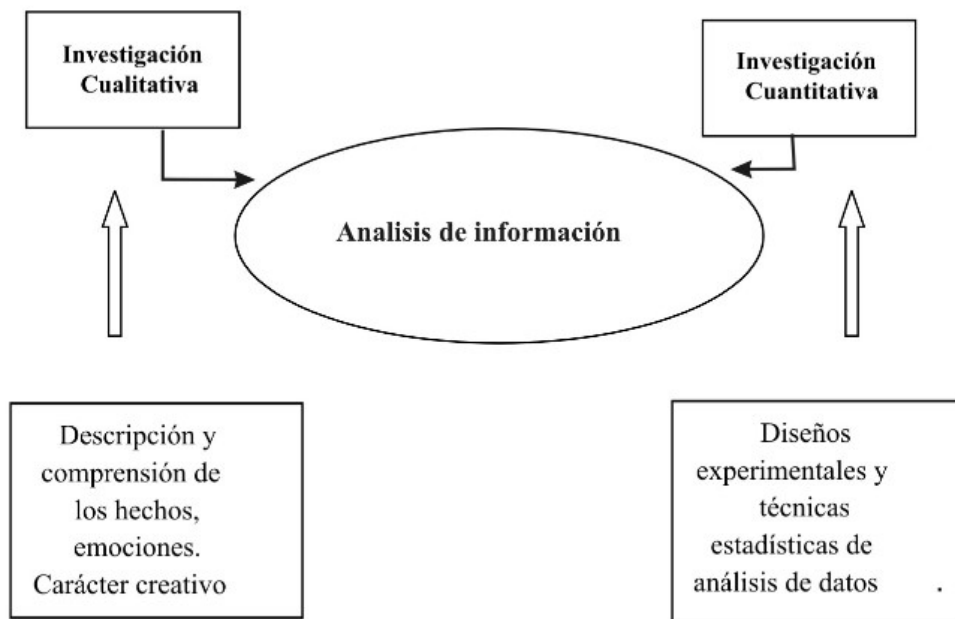 Investigación
Cualitativa
Investigación
Cuantitativa
Analisis de información
Descripción y
comprensión de
los hechos,
emociones.
Carácter creativo
Diseños
experimentales y
técnicas
estadísticas de
análisis de datos .